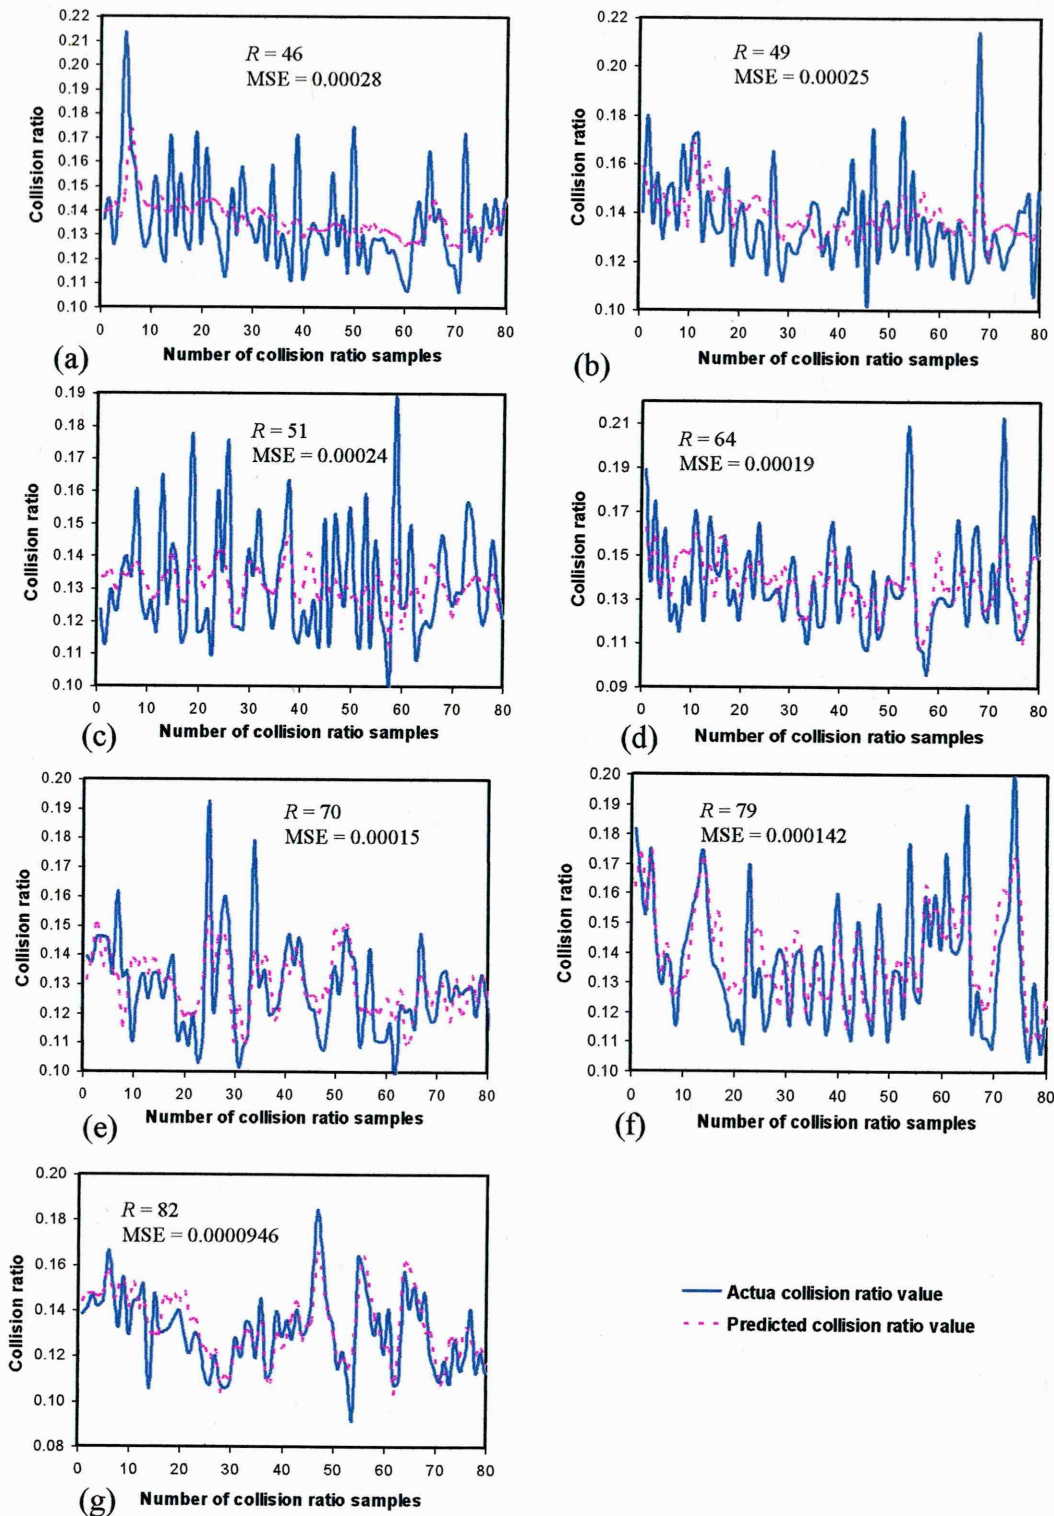 R = 46
MSE = 0.00028
Collision ratio
0.22
0.21
0.20
0.19
0.18
0.17
0.16
0.15
0.14
0.13
0.12
0.11
0.10
0 10 20 30 40 50 60 70 80
(a) Number of collision ratio samples
R = 49
MSE = 0.00025
Collision ratio
0.22
0.20
0.18
0.16
0.14
0.12
0.10
0 10 20 30 40 50 60 70 80
(b) Number of collision ratio samples
R = 51
MSE = 0.00024
Collision ratio
0.19
0.18
0.17
0.16
0.15
0.14
0.13
0.12
0.11
0.10
0 10 20 30 40 50 60 70 80
(c) Number of collision ratio samples
R = 64
MSE = 0.00019
Collision ratio
0.21
0.19
0.17
0.15
0.13
0.11
0.09
0 10 20 30 40 50 60 70 80
(d) Number of collision ratio samples
R = 70
MSE = 0.00015
Collision ratio
0.20
0.19
0.18
0.17
0.16
0.15
0.14
0.13
0.12
0.11
0.10
0 10 20 30 40 50 60 70 80
(e) Number of collision ratio samples
R = 79
MSE = 0.000142
Collision ratio
0.20
0.19
0.18
0.17
0.16
0.15
0.14
0.13
0.12
0.11
0.10
0 10 20 30 40 50 60 70 80
(f) Number of collision ratio samples
R = 82
MSE = 0.0000946
Collision ratio
0.20
0.18
0.16
0.14
0.12
0.10
0.08
0 10 20 30 40 50 60 70 80
(g) Number of collision ratio samples
Actua collision ratio value
Predicted collision ratio value